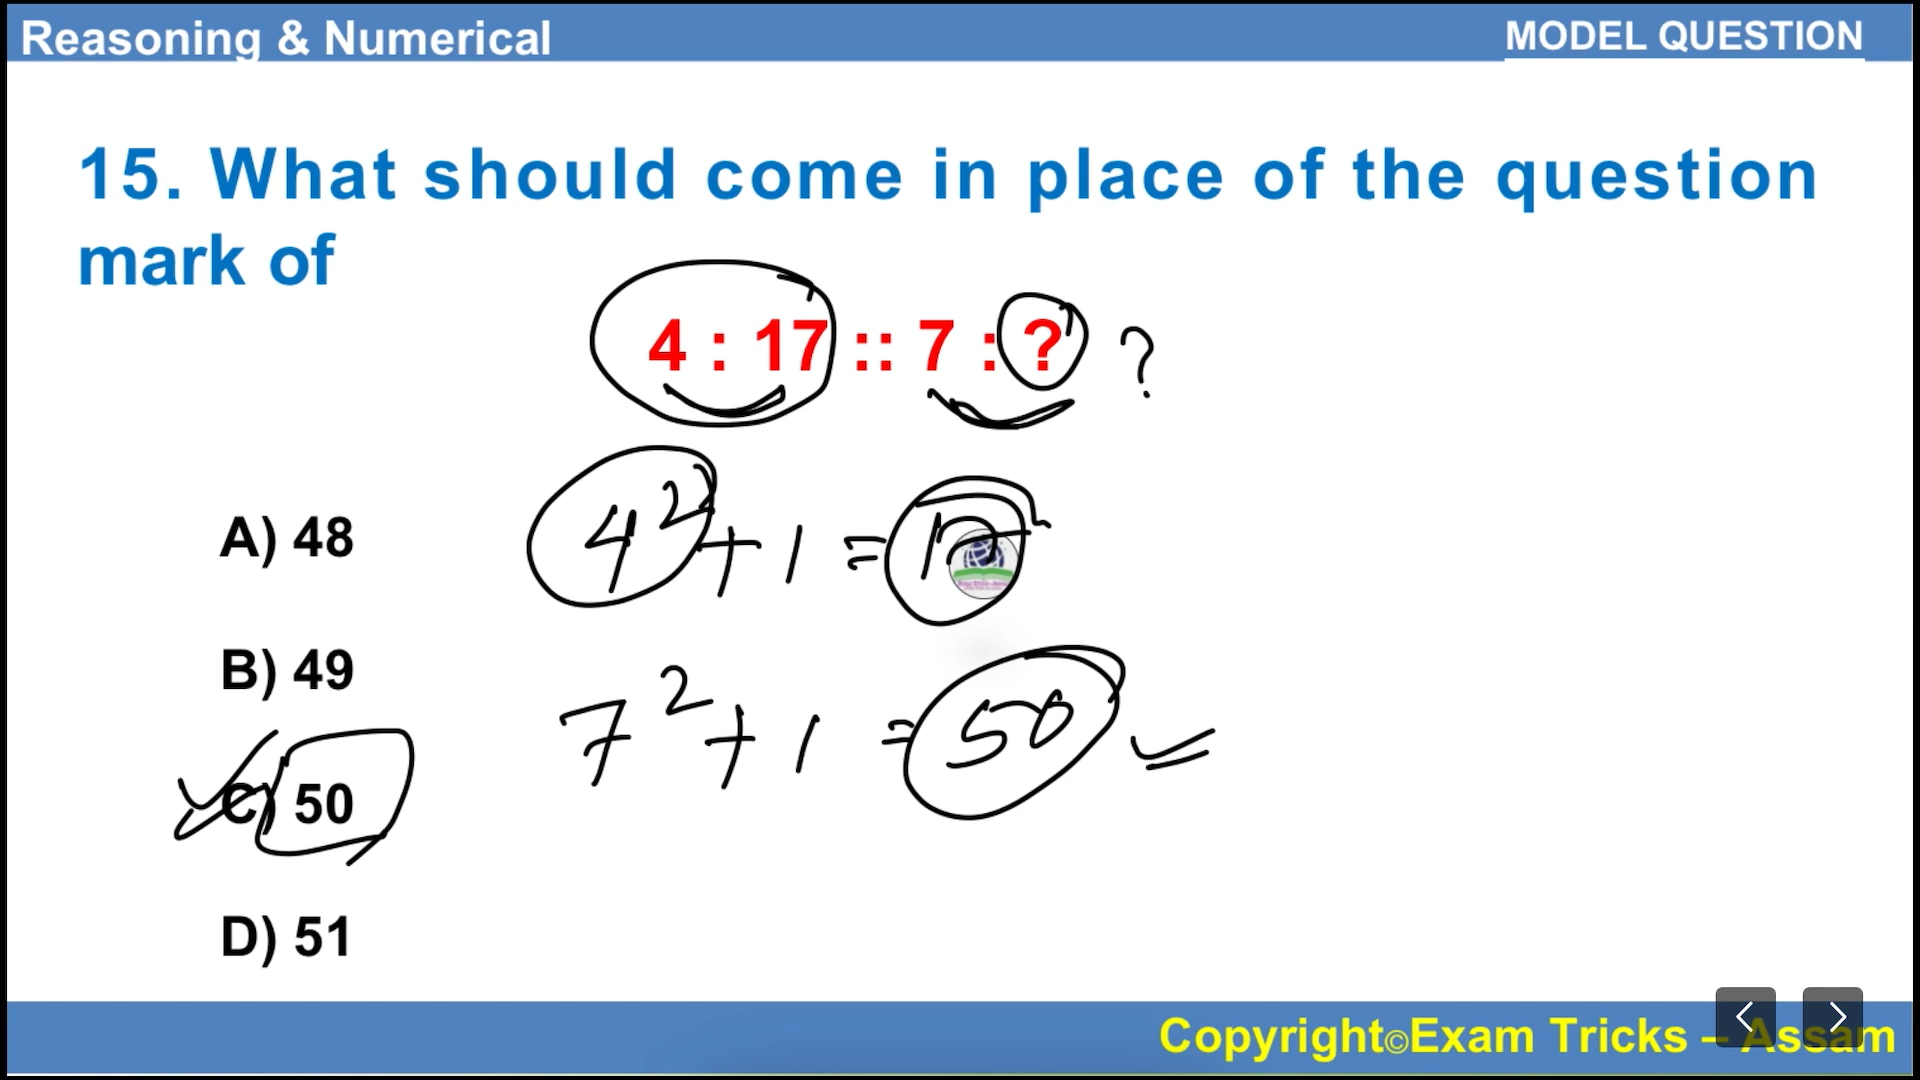 Reasoning & Numerical
MODEL QUESTION
15. What should come in place of the question
mark of
4 : 17 :: 7 : ? ?
4² + 1 = 17
A) 48
B) 49
7² + 1 = 50
C) 50
D) 51
Copyright©Exam Tricks – Assam